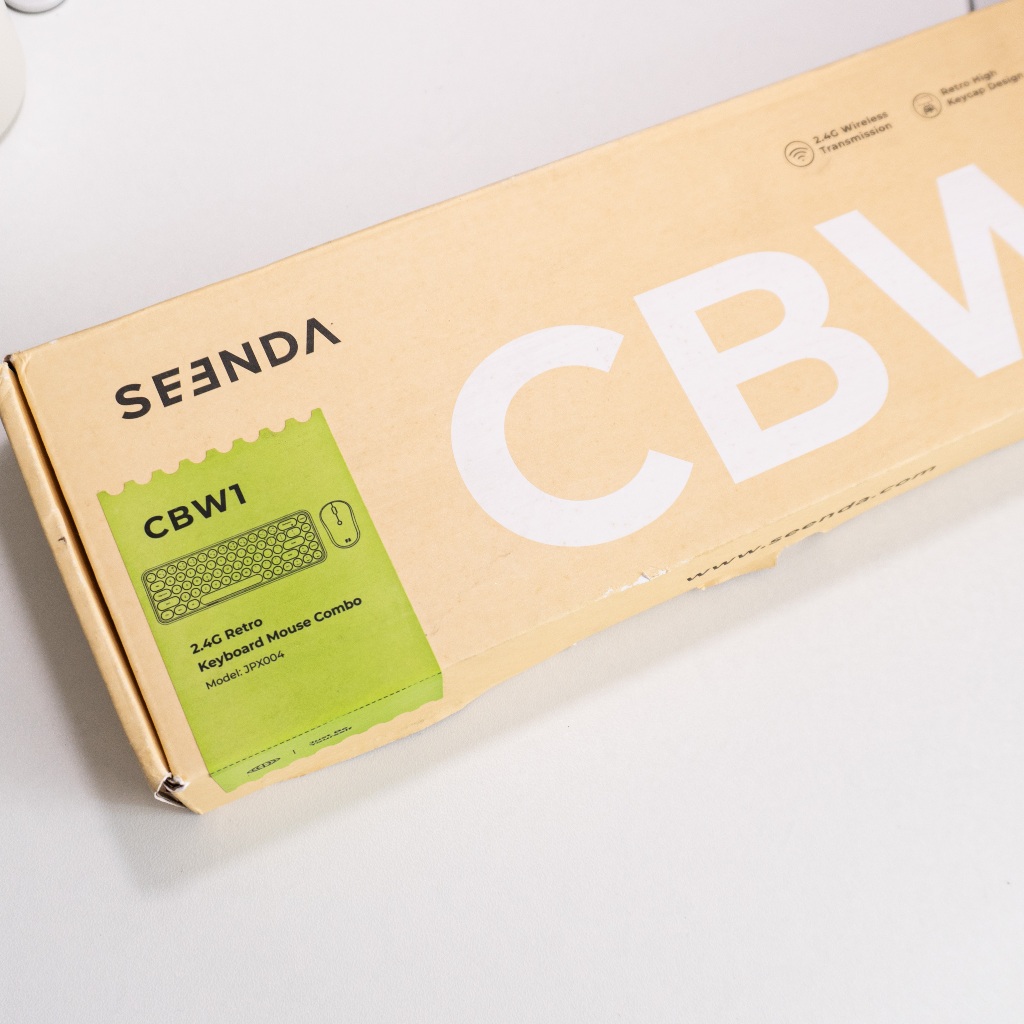 2.4G Wireless
Transmission
Retro High
Keycap Design
SEENDA
CBW
CBW1
2.4G Retro
Keyboard Mouse Combo
Model: JPX004
www.seenda.com